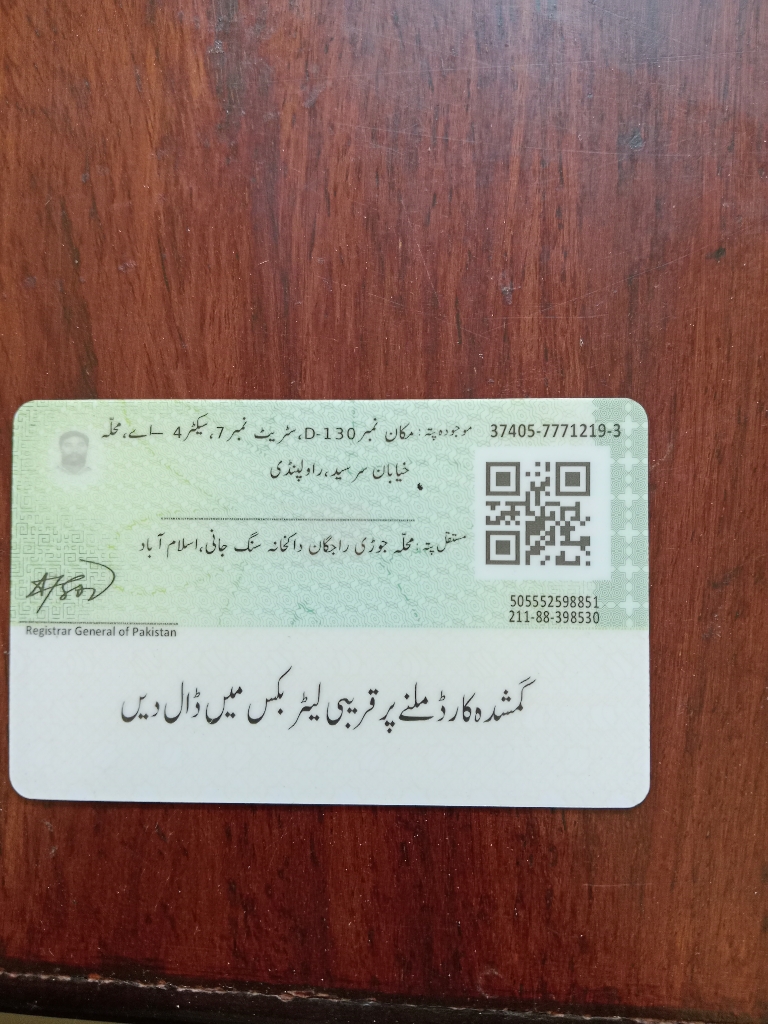 37405-7771219-3
موجودہ پتہ: مکان نمبر D-130، سٹریٹ نمبر 7، سیکٹر 4 –اے، محلّہ
خیابان سرسید، راولپنڈی
مستقل پتہ: محلّہ جوڑی راجگان ڈاکخانہ سنگ جانی، اسلام آباد
505552598851
211-88-398530
Registrar General of Pakistan
گمشدہ کارڈ ملنے پر قریبی لیٹر بکس میں ڈال دیں